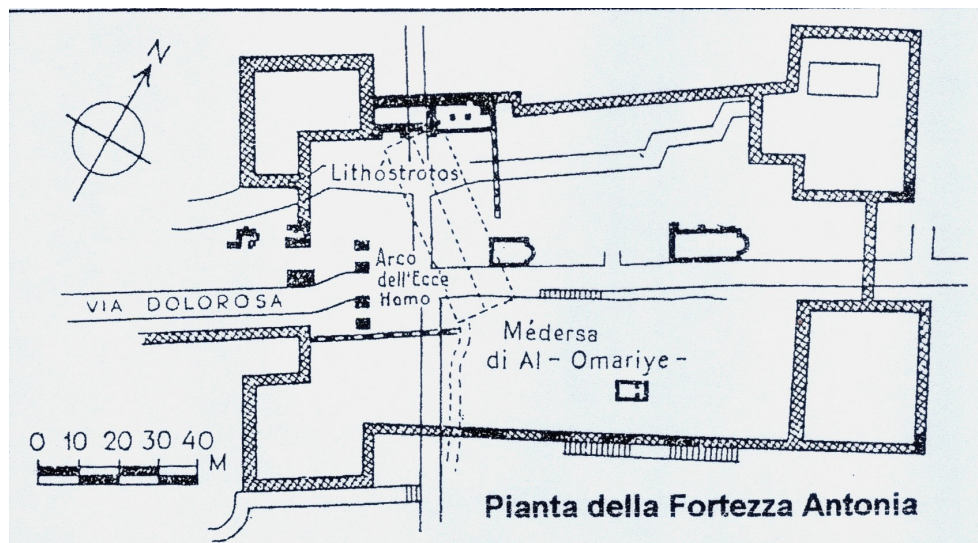 N
Lithostrotos
Arco
dell'Ecce
Homo
VIA DOLOROSA
Médersa
di Al - Omariye -
0 10 20 30 40
M
Pianta della Fortezza Antonia